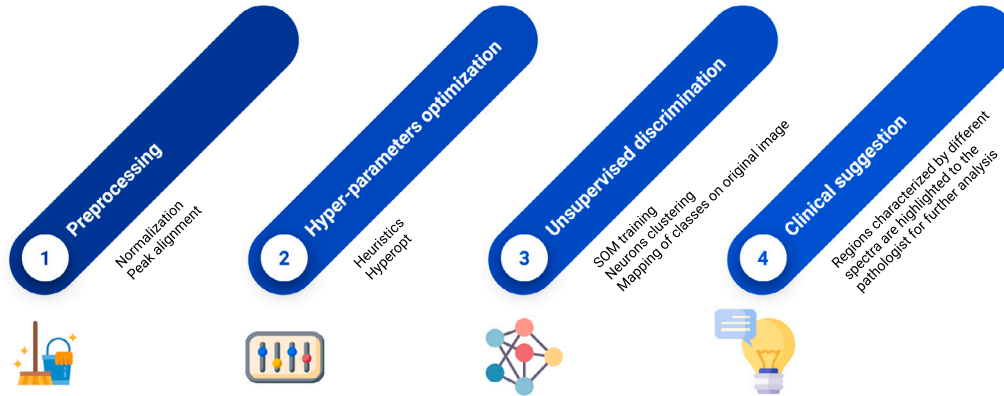 1
Preprocessing
Normalization
Peak alignment
2
Hyper-parameters optimization
Heuristics
Hyperopt
3
Unsupervised discrimination
SOM training
Neurons clustering
Mapping of classes on original image
4
Clinical suggestion
Regions characterized by different
spectra are highlighted to the
pathologist for further analysis